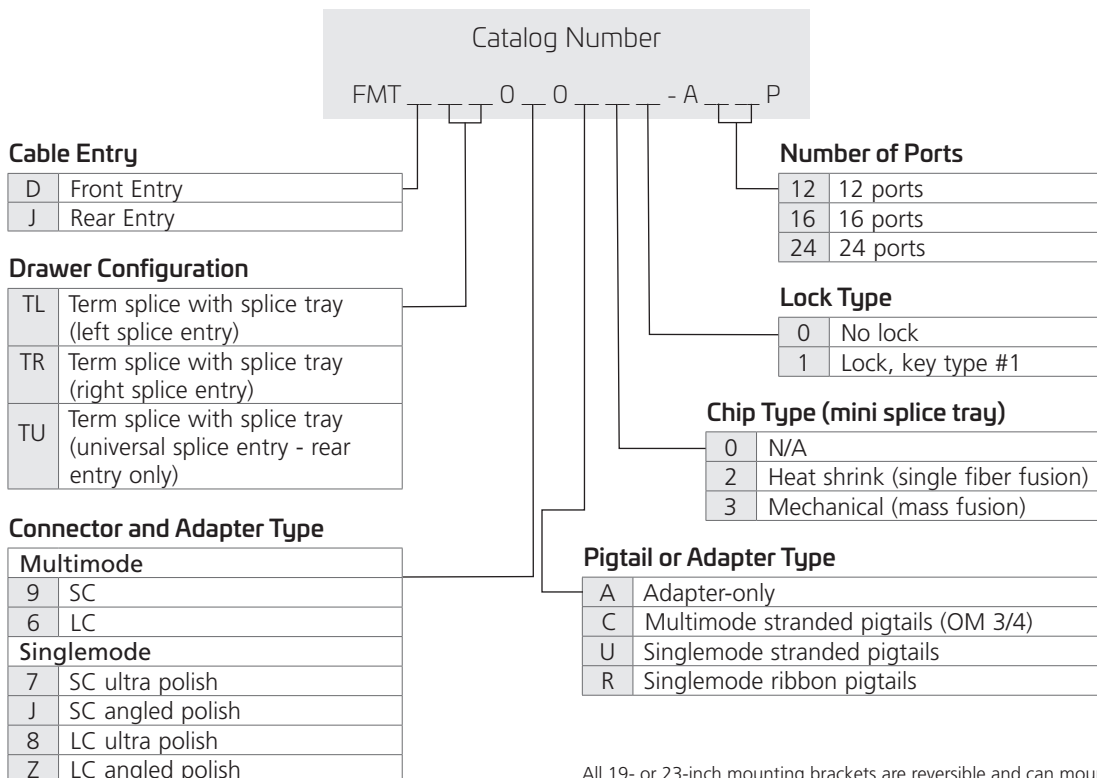 Catalog Number
FMT _ _ _ 0 _ 0 _ _ _ - A _ _ P
Cable Entry
D Front Entry
J Rear Entry
Drawer Configuration
TL Term splice with splice tray
(left splice entry)
TR Term splice with splice tray
(right splice entry)
TU Term splice with splice tray
(universal splice entry - rear
entry only)
Connector and Adapter Type
Multimode
9 SC
6 LC
Singlemode
7 SC ultra polish
J SC angled polish
8 LC ultra polish
Z LC angled polish
Number of Ports
12 12 ports
16 16 ports
24 24 ports
Lock Type
0 No lock
1 Lock, key type #1
Chip Type (mini splice tray)
0 N/A
2 Heat shrink (single fiber fusion)
3 Mechanical (mass fusion)
Pigtail or Adapter Type
A Adapter-only
C Multimode stranded pigtails (OM 3/4)
U Singlemode stranded pigtails
R Singlemode ribbon pigtails
All 19- or 23-inch mounting brackets are reversible and can mou